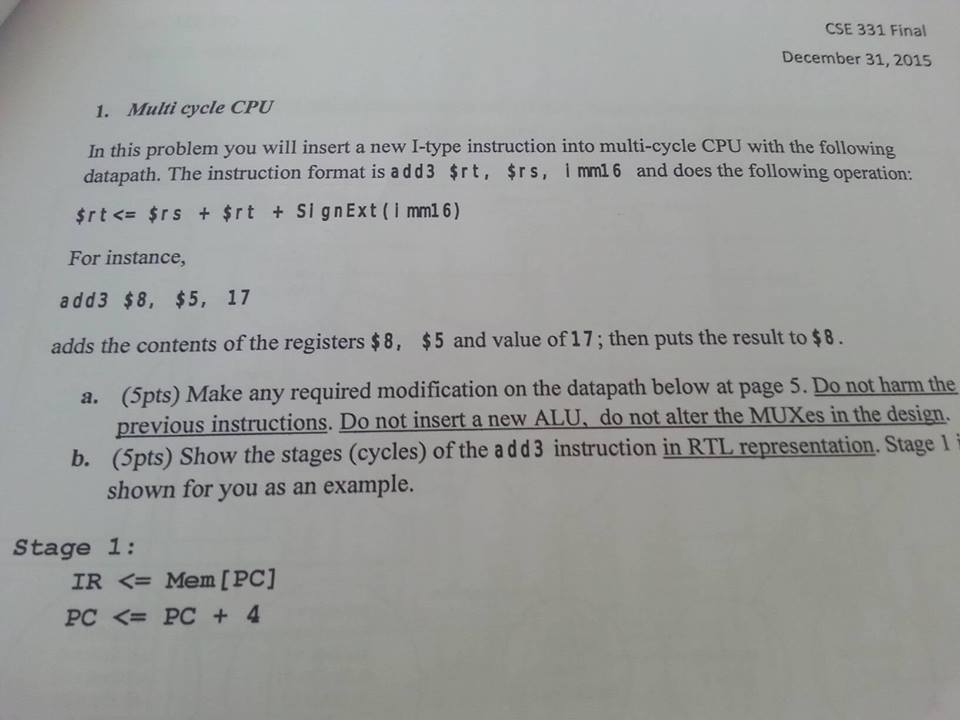 CSE 331 Final
December 31, 2015
1. Multi cycle CPU
In this problem you will insert a new I-type instruction into multi-cycle CPU with the following
datapath. The instruction format is add3 $rt, $rs, imm16 and does the following operation:
$rt <= $rs + $rt + SignExt(imm16)
For instance,
add3 $8, $5, 17
adds the contents of the registers $8, $5 and value of 17; then puts the result to $8.
a. (5pts) Make any required modification on the datapath below at page 5. Do not harm the
previous instructions. Do not insert a new ALU, do not alter the MUXes in the design.
b. (5pts) Show the stages (cycles) of the add3 instruction in RTL representation. Stage 1
shown for you as an example.
Stage 1:
IR <= Mem[PC]
PC <= PC + 4